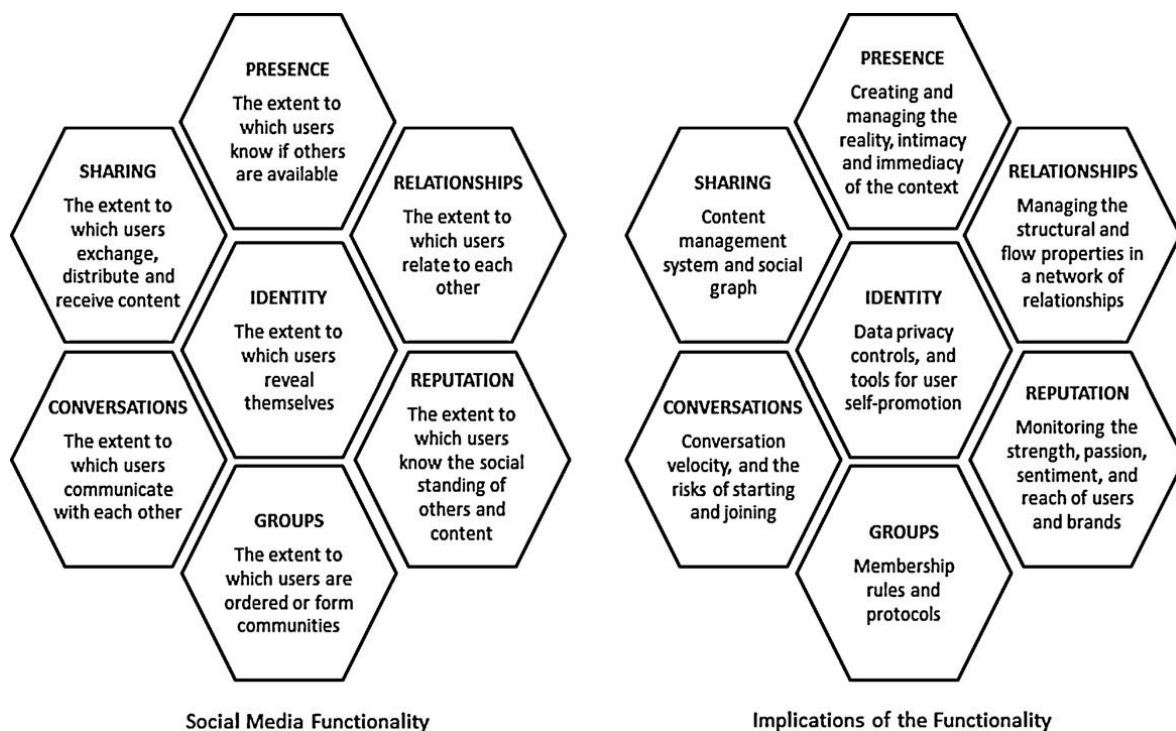 PRESENCE
The extent to
which users
know if others
are available
SHARING
The extent to
which users
exchange,
distribute and
receive content
RELATIONSHIPS
The extent to
which users
relate to each
other
IDENTITY
The extent to
which users
reveal
themselves
CONVERSATIONS
The extent to
which users
communicate
with each other
REPUTATION
The extent to
which users
know the social
standing of
others and
content
GROUPS
The extent to
which users are
ordered or form
communities
Social Media Functionality
PRESENCE
Creating and
managing the
reality, intimacy
and immediacy
of the context
SHARING
Content
management
system and social
graph
RELATIONSHIPS
Managing the
structural and
flow properties in
a network of
relationships
IDENTITY
Data privacy
controls, and
tools for user
self-promotion
CONVERSATIONS
Conversation
velocity, and the
risks of starting
and joining
REPUTATION
Monitoring the
strength, passion,
sentiment, and
reach of users
and brands
GROUPS
Membership
rules and
protocols
Implications of the Functionality